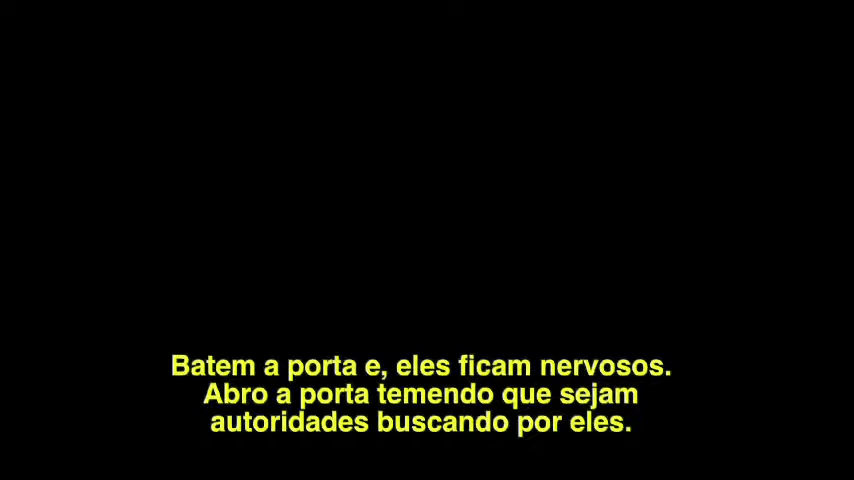 Batem a porta e, eles ficam nervosos.
Abro a porta temendo que sejam
autoridades buscando por eles.